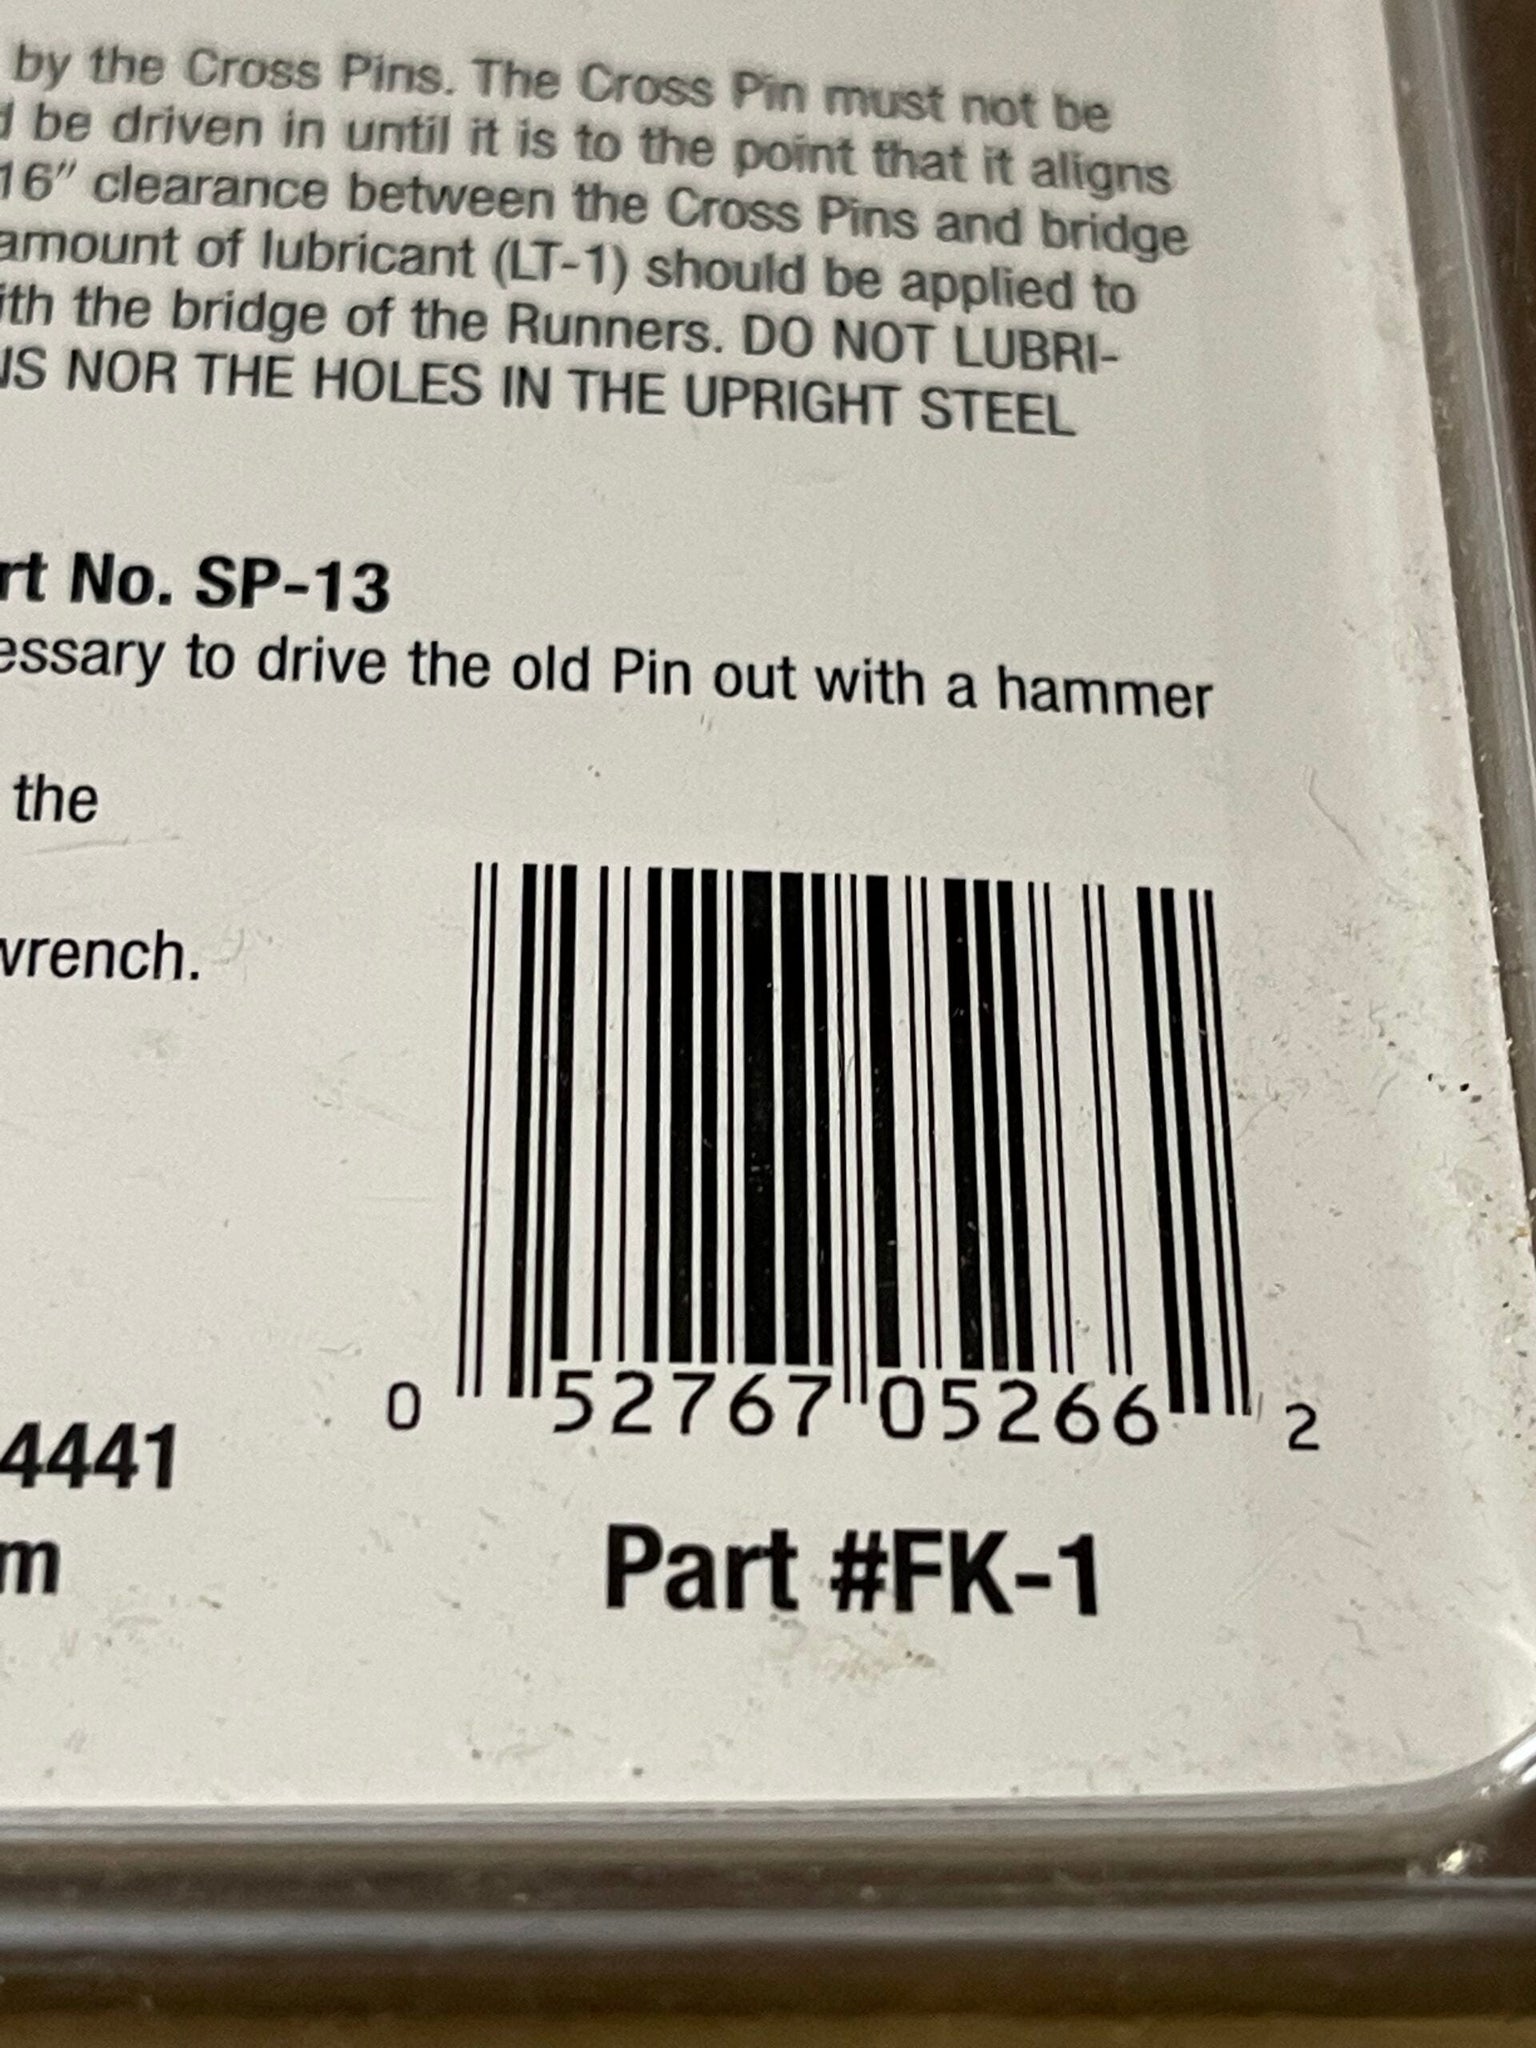 by the Cross Pins. The Cross Pin must not be
be driven in until it is to the point that it aligns
16″ clearance between the Cross Pins and bridge
amount of lubricant (LT-1) should be applied to
ith the bridge of the Runners. DO NOT LUBRI-
NS NOR THE HOLES IN THE UPRIGHT STEEL
rt No. SP-13
essary to drive the old Pin out with a hammer
the
wrench.
0 52767 05266 2
4441
m
Part #FK-1